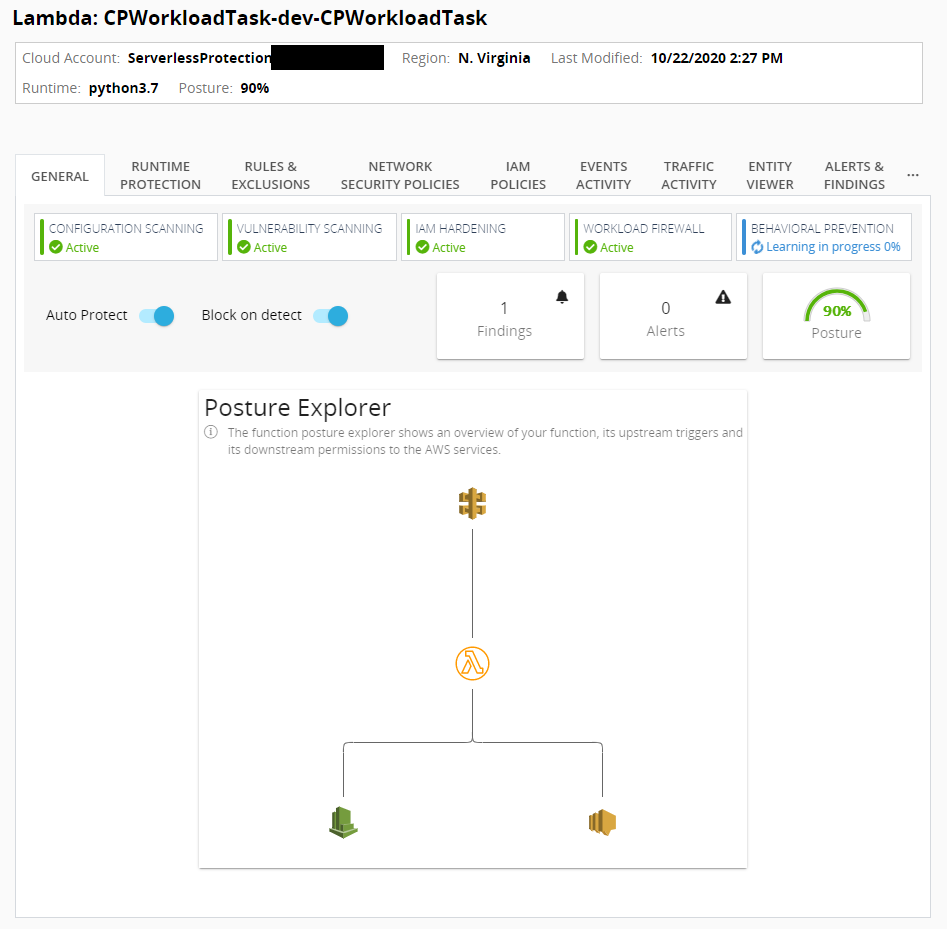 Lambda: CPWorkloadTask-dev-CPWorkloadTask
Cloud Account: ServerlessProtection Region: N. Virginia Last Modified: 10/22/2020 2:27 PM
Runtime: python3.7 Posture: 90%
GENERAL
RUNTIME
PROTECTION
RULES &
EXCLUSIONS
NETWORK
SECURITY POLICIES
IAM
POLICIES
EVENTS
ACTIVITY
TRAFFIC
ACTIVITY
ENTITY
VIEWER
ALERTS &
FINDINGS
...
CONFIGURATION SCANNING
Active
VULNERABILITY SCANNING
Active
IAM HARDENING
Active
WORKLOAD FIREWALL
Active
BEHAVIORAL PREVENTION
Learning in progress 0%
Auto Protect
Block on detect
1
Findings
0
Alerts
90%
Posture
Posture Explorer
The function posture explorer shows an overview of your function, its upstream triggers and
its downstream permissions to the AWS services.